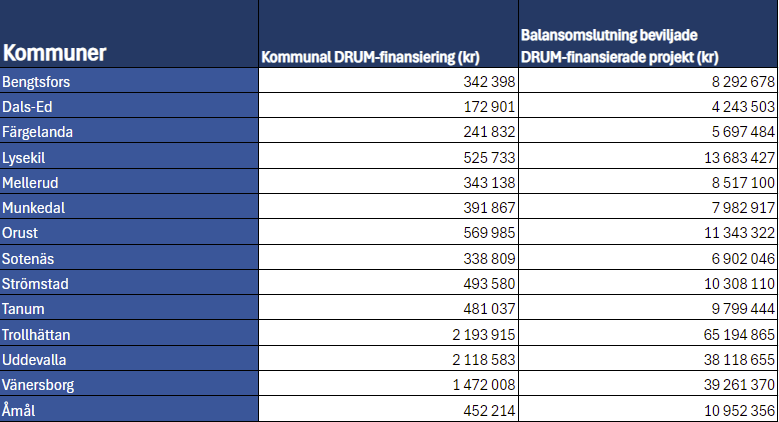 Kommuner Kommunal DRUM-finansiering (kr) Balansomslutning beviljade
DRUM-finansierade projekt (kr)
Bengtsfors 342 398 8 292 678
Dals-Ed 172 901 4 243 503
Färgelanda 241 832 5 697 484
Lysekil 525 733 13 683 427
Mellerud 343 138 8 517 100
Munkedal 391 867 7 982 917
Orust 569 985 11 343 322
Sotenäs 338 809 6 902 046
Strömstad 493 580 10 308 110
Tanum 481 037 9 799 444
Trollhättan 2 193 915 65 194 865
Uddevalla 2 118 583 38 118 655
Vänersborg 1 472 008 39 261 370
Åmål 452 214 10 952 356